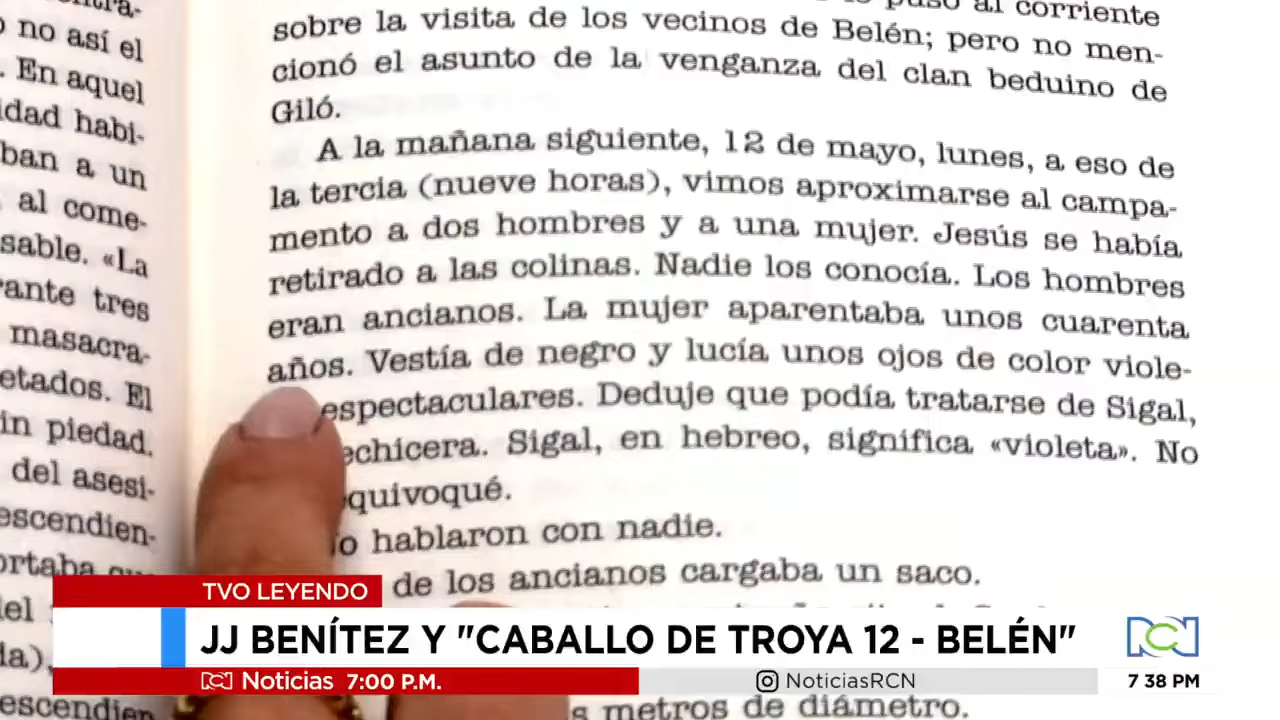 no así el
. En aquel
idad habi-
ban a un
al come-
sable. «La
rante tres
masacra-
etados. El
in piedad.
del asesi-
escendien-
ortaba
al corriente
sobre la visita de los vecinos de Belén; pero no men-
cionó el asunto de la venganza del clan beduino de
Giló.
A la mañana siguiente, 12 de mayo, lunes, a eso de
la tercia (nueve horas), vimos aproximarse al campa-
mento a dos hombres y a una mujer. Jesús se había
retirado a las colinas. Nadie los conocía. Los hombres
eran ancianos. La mujer aparentaba unos cuarenta
años. Vestía de negro y lucía unos ojos de color viole-
espectaculares. Deduje que podía tratarse de Sigal,
echicera. Sigal, en hebreo, significa «violeta». No
quivoqué.
o hablaron con nadie.
de los ancianos cargaba un saco.
s metros de diámetro.
escendien
TVO LEYENDO
JJ BENÍTEZ Y "CABALLO DE TROYA 12 - BELÉN"
RCN Noticias 7:00 P.M.
NoticiasRCN
RCN
7 38 PM